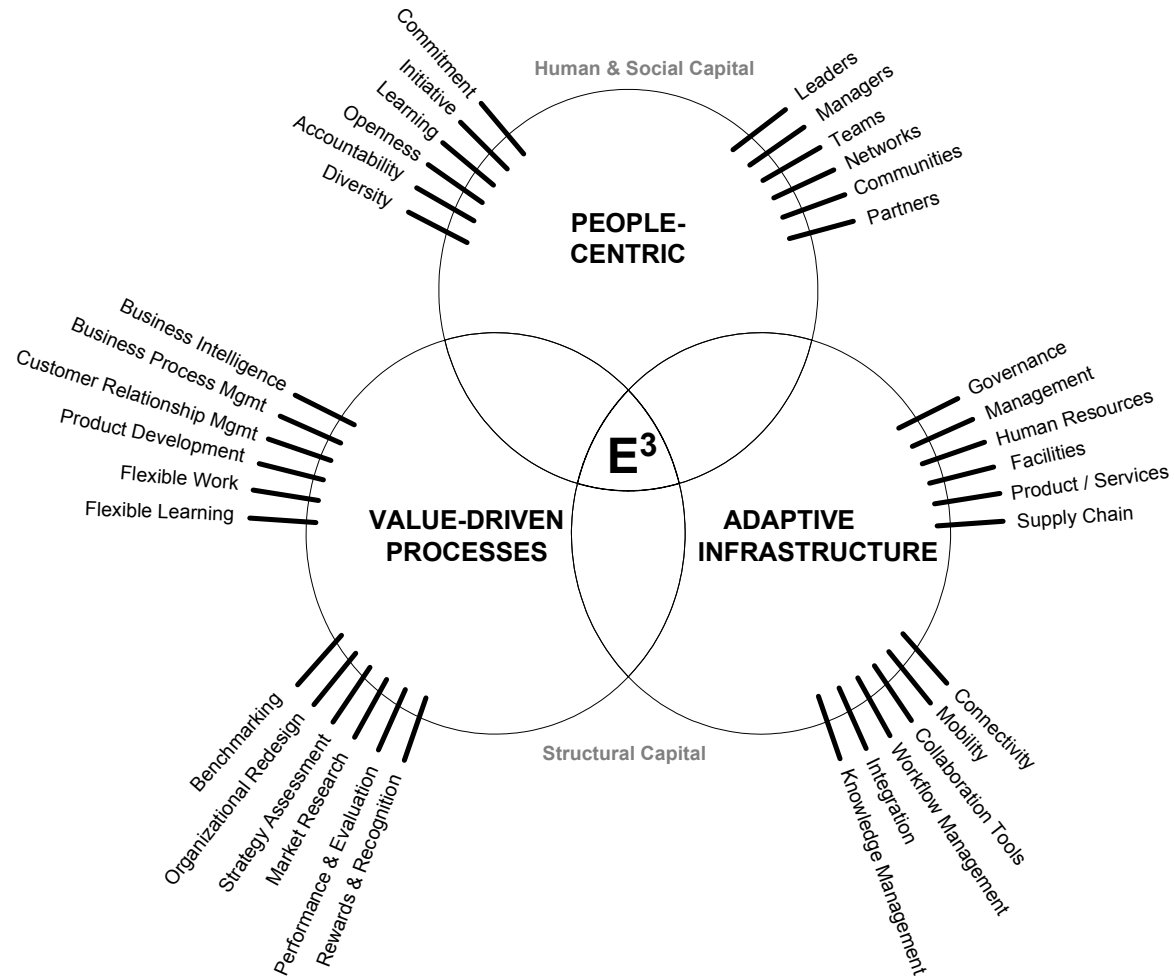 Human & Social Capital
Commitment
Initiative
Learning
Openness
Accountability
Diversity
Leaders
Managers
Teams
Networks
Communities
Partners
PEOPLE-
CENTRIC
Business Intelligence
Business Process Mgmt
Customer Relationship Mgmt
Product Development
Flexible Work
Flexible Learning
Governance
Management
Human Resources
Facilities
Product / Services
Supply Chain
E³
VALUE-DRIVEN
PROCESSES
ADAPTIVE
INFRASTRUCTURE
Benchmarking
Organizational Redesign
Strategy Assessment
Market Research
Performance & Evaluation
Rewards & Recognition
Structural Capital
Connectivity
Mobility
Collaboration Tools
Workflow Management
Integration
Knowledge Management